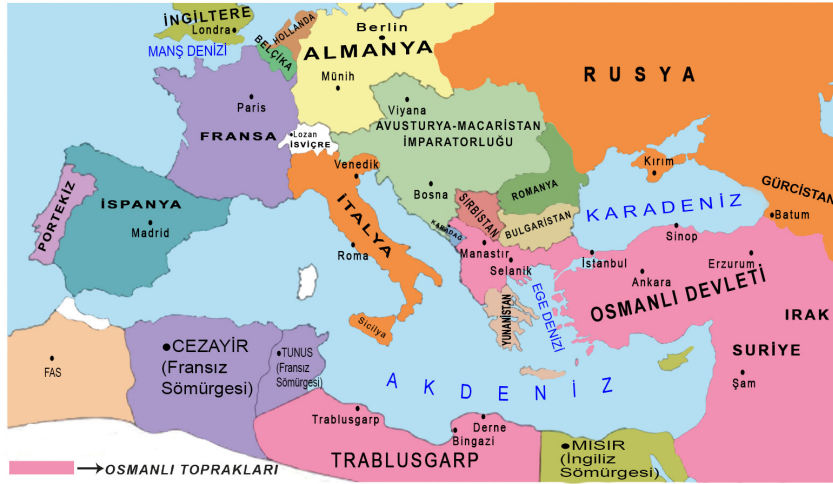 İNGİLTERE
Londra
MANŞ DENİZİ
HOLLANDA
BELÇİKA
Berlin
ALMANYA
Münih
RUSYA
Paris
FRANSA
Lozan
İSVİÇRE
Viyana
AVUSTURYA-MACARİSTAN
İMPARATORLUĞU
Venedik
Bosna
ROMANYA
Kırım
GÜRCİSTAN
Batum
KARADENİZ
PORTEKİZ
İSPANYA
Madrid
İTALYA
Roma
SIRBİSTAN
BULGARİSTAN
KARADAĞ
Manastır
Selanik
İstanbul
Sinop
Ankara
Erzurum
OSMANLI DEVLETİ
IRAK
SURİYE
Şam
YUNANİSTAN
EGE DENİZİ
Sicilya
FAS
CEZAYİR
(Fransız
Sömürgesi)
TUNUS
(Fransız
Sömürgesi)
AKDENİZ
Trablusgarp
Derne
Bingazi
TRABLUSGARP
MISIR
(İngiliz
Sömürgesi)
OSMANLI TOPRAKLARI